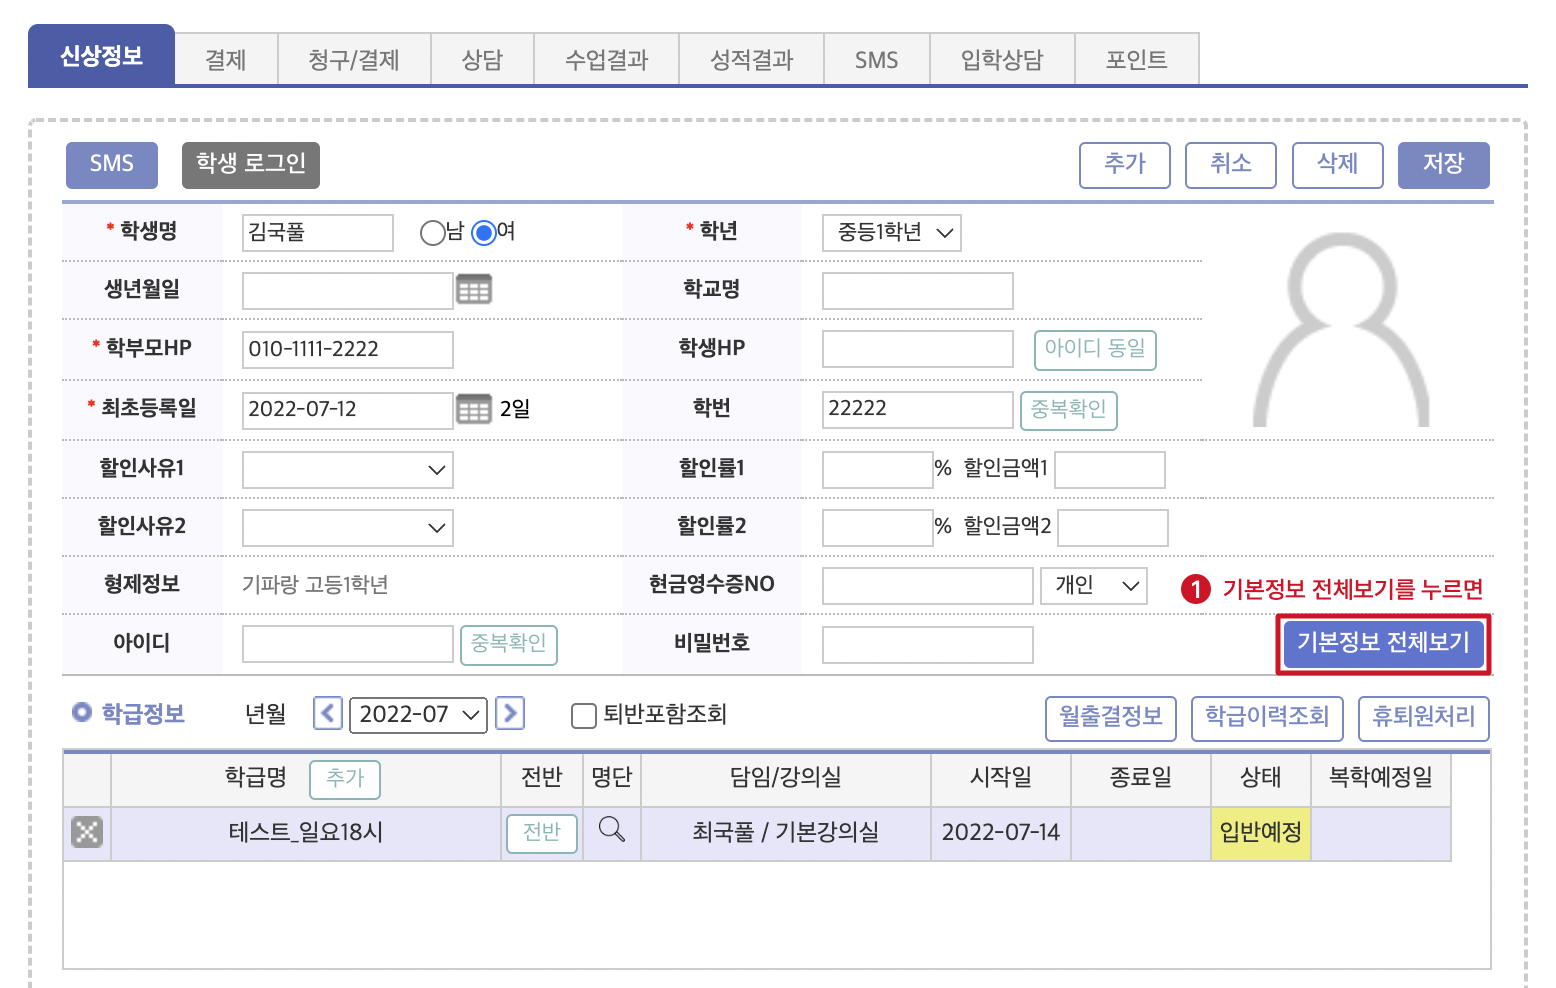 신상정보 결제 청구/결제 상담 수업결과 성적결과 SMS 입학상담 포인트
SMS 학생 로그인 추가 취소 삭제 저장
* 학생명 김국풀 남 여 * 학년 중등1학년
생년월일 학교명
* 학부모HP 010-1111-2222 학생HP 아이디 동일
* 최초등록일 2022-07-12 2일 학번 22222 중복확인
할인사유1 할인률1 % 할인금액1
할인사유2 할인률2 % 할인금액2
형제정보 기파랑 고등1학년 현금영수증NO 개인 1 기본정보 전체보기를 누르면
아이디 중복확인 비밀번호 기본정보 전체보기
학급정보 년월 2022-07 퇴반포함조회 월출결정보 학급이력조회 휴퇴원처리
학급명 추가 전반 명단 담임/강의실 시작일 종료일 상태 복학예정일
테스트_일요18시 전반 최국풀 / 기본강의실 2022-07-14 입반예정